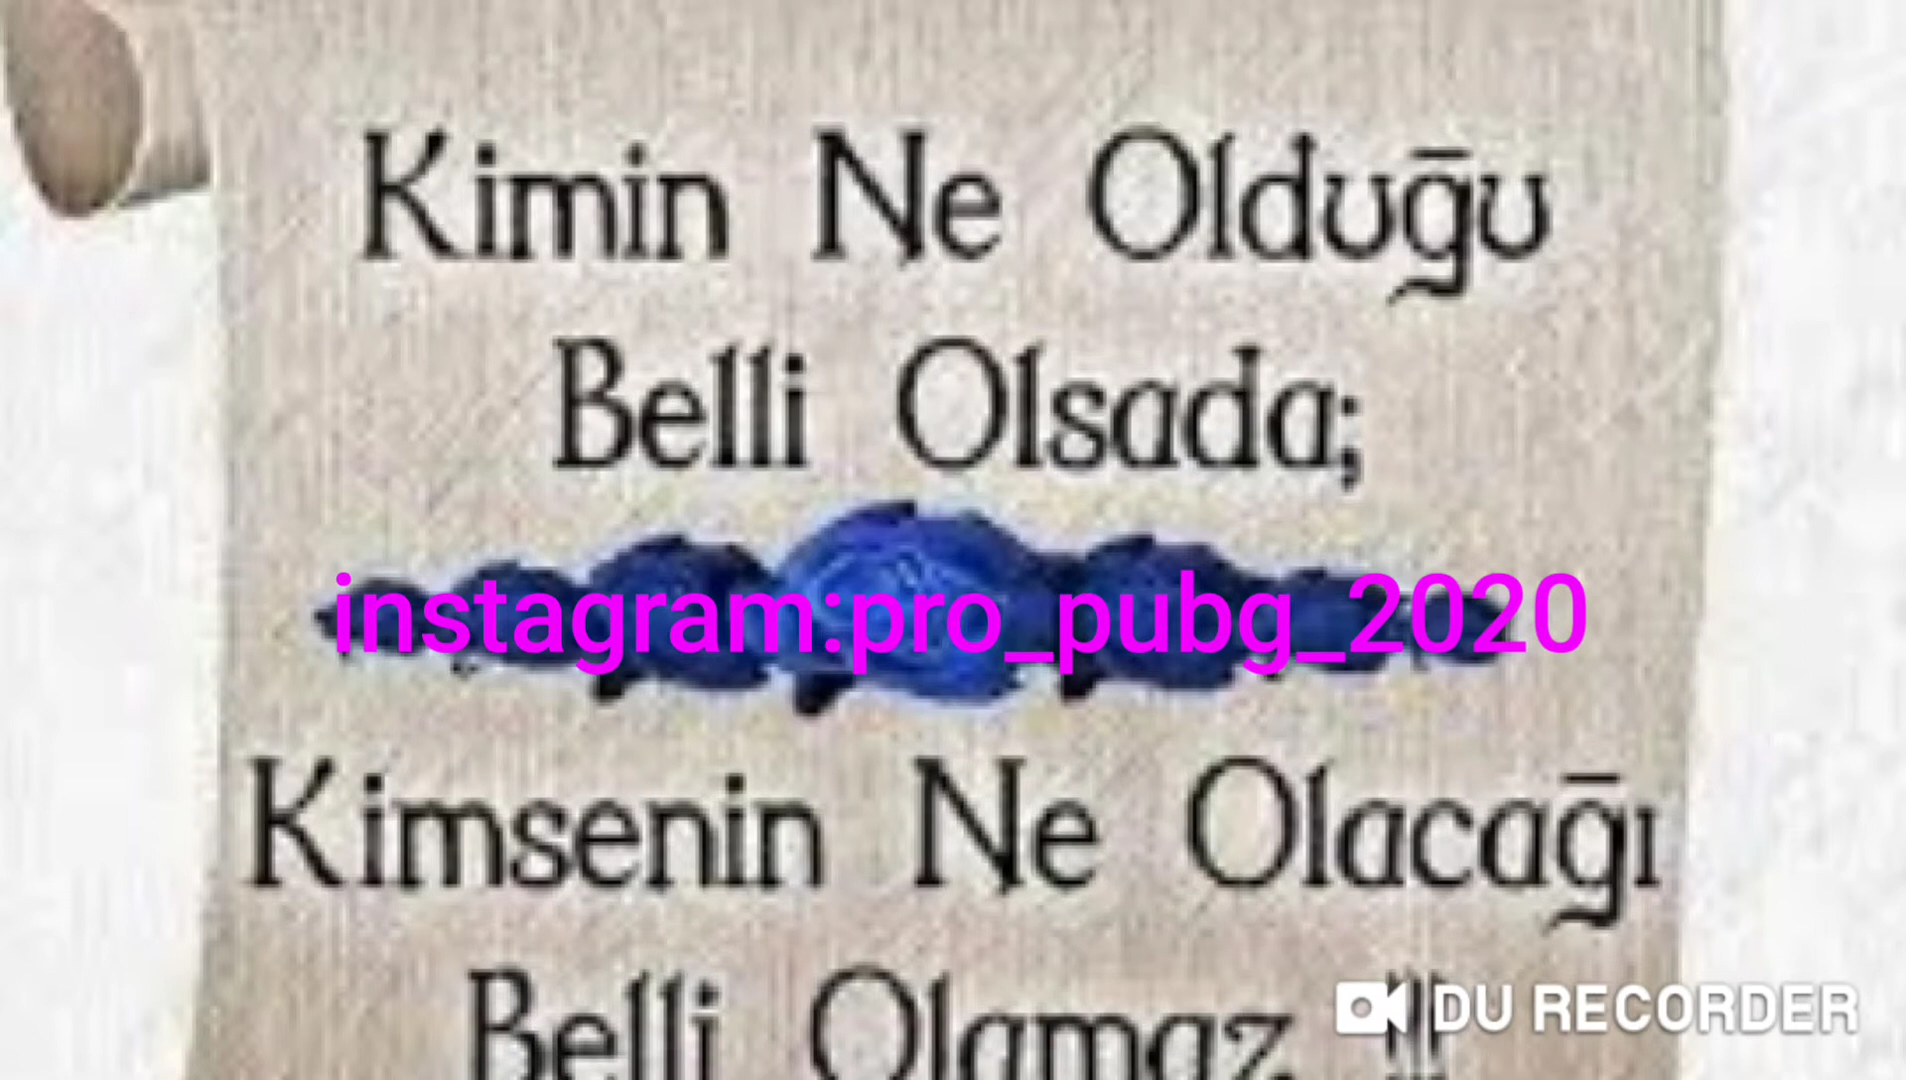 Kimin Ne Olduğu
Belli Olsada;
instagram:pro_pubg_2020
Kimsenin Ne Olacağı
Belli Olamaz !!!
DU RECORDER